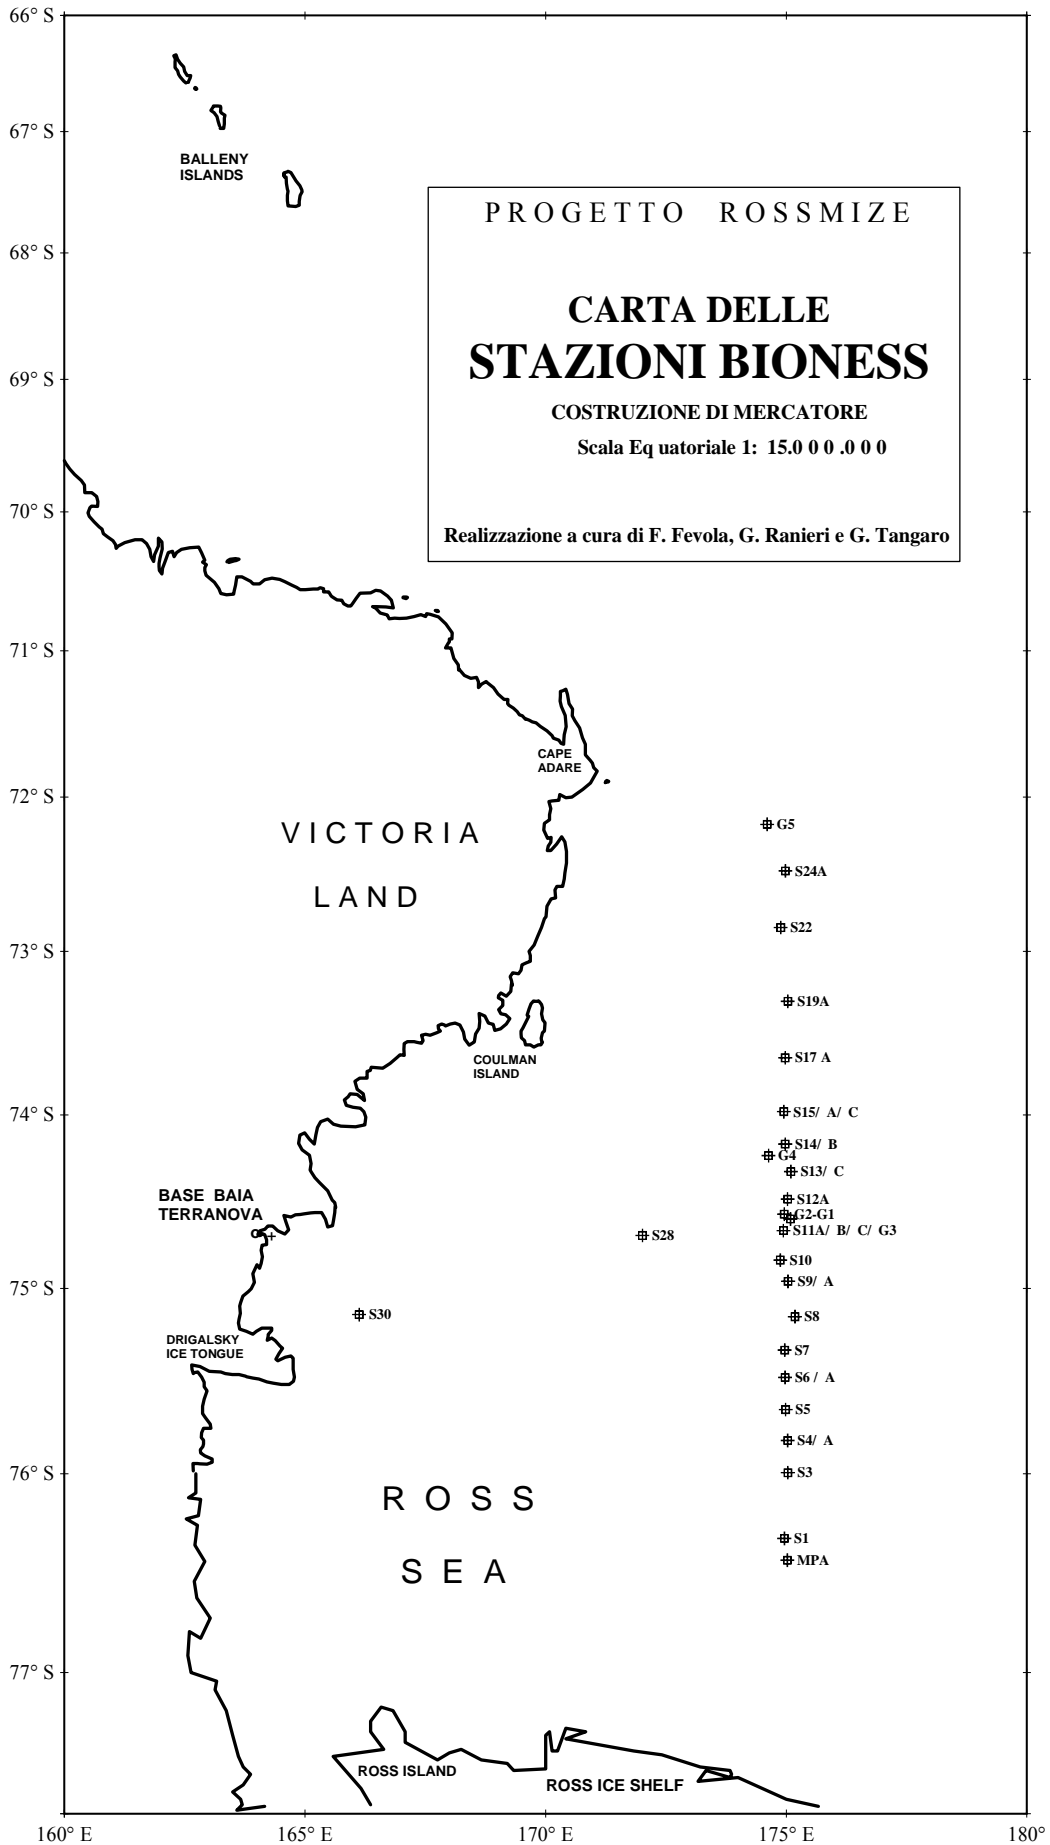 66° S
67° S
BALLENY
ISLANDS
PROGETTO ROSSMIZE
68° S
CARTA DELLE
STAZIONI BIONESS
69° S
COSTRUZIONE DI MERCATORE
Scala Eq uatoriale 1: 15.0 0 0 .0 0 0
70° S
Realizzazione a cura di F. Fevola, G. Ranieri e G. Tangaro
71° S
CAPE
ADARE
72° S
VICTORIA
LAND
G5
S24A
S22
73° S
S19A
COULMAN
ISLAND
S17 A
74° S
S15/ A/ C
S14/ B
G4
S13/ C
BASE BAIA
TERRANOVA
S12A
G2-G1
S11A/ B/ C/ G3
S28
S10
75° S
S9/ A
S30
S8
DRIGALSKY
ICE TONGUE
S7
S6 / A
S5
S4/ A
76° S
S3
ROSS
SEA
S1
MPA
77° S
ROSS ISLAND
ROSS ICE SHELF
160° E
165° E
170° E
175° E
180°